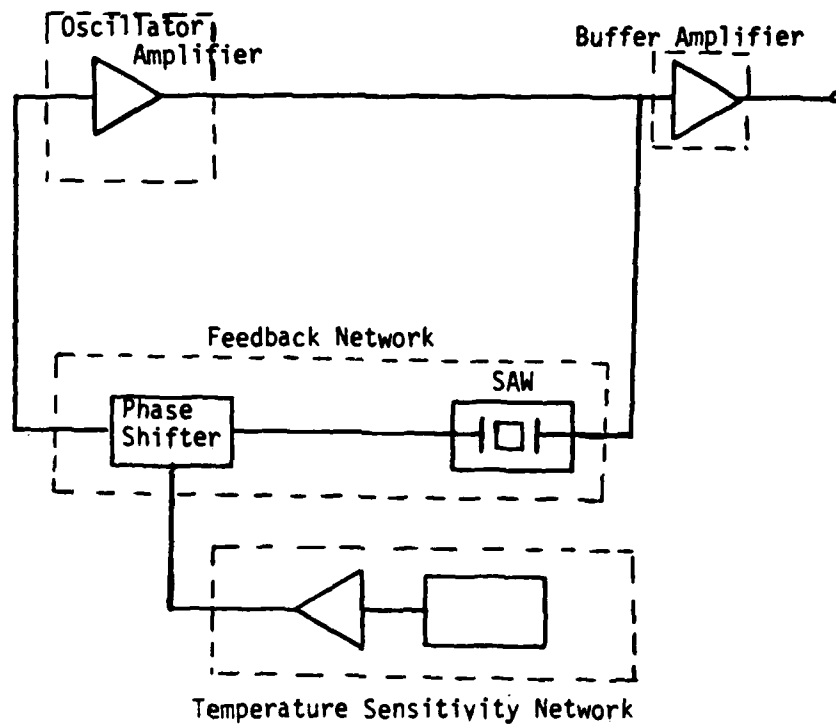 Oscillator
Amplifier
Buffer Amplifier
Feedback Network
SAW
Phase
Shifter
Temperature Sensitivity Network